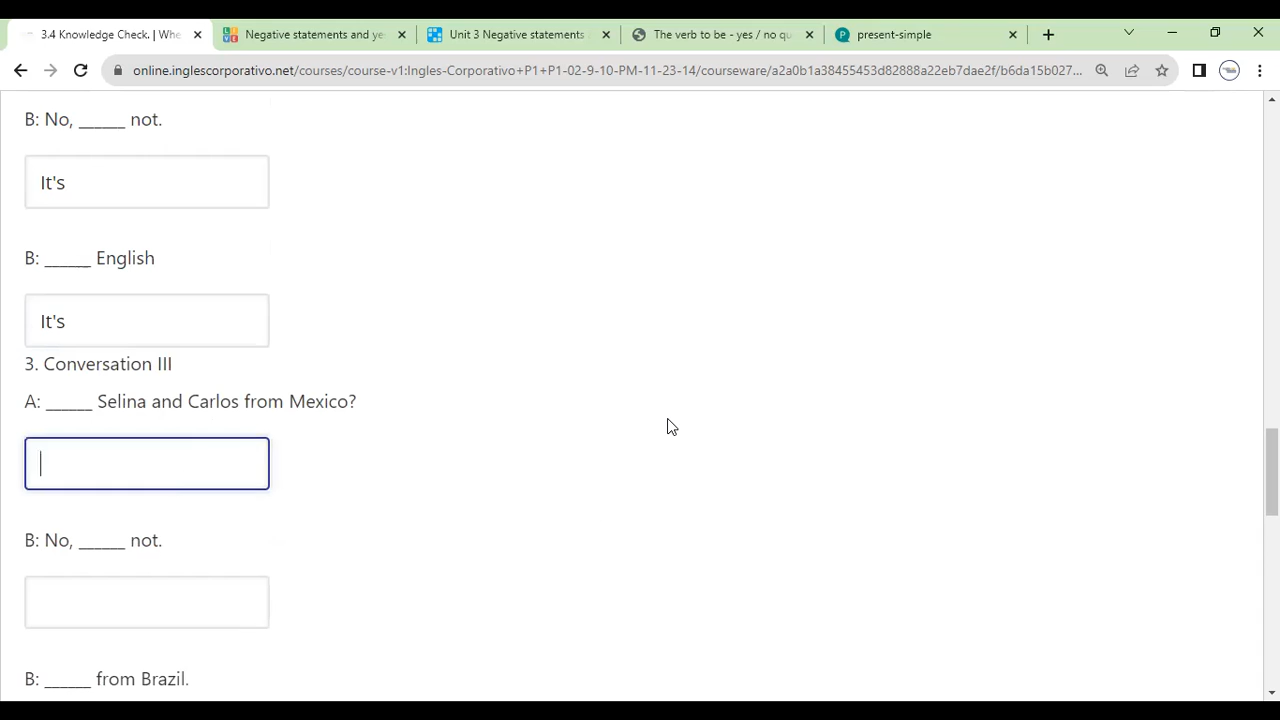 3.4 Knowledge Check. | Whe
Negative statements and ye
Unit 3 Negative statements
The verb to be - yes / no qu
present-simple
online.inglescorporativo.net/courses/course-v1:Ingles-Corporativo+P1+P1-02-9-10-PM-11-23-14/courseware/a2a0b1a38455453d82888a22eb7dae2f/b6da15b027...
B: No, ______ not.
It's
B: _____ English
It's
3. Conversation III
A: _____ Selina and Carlos from Mexico?
B: No, _____ not.
B: _____ from Brazil.